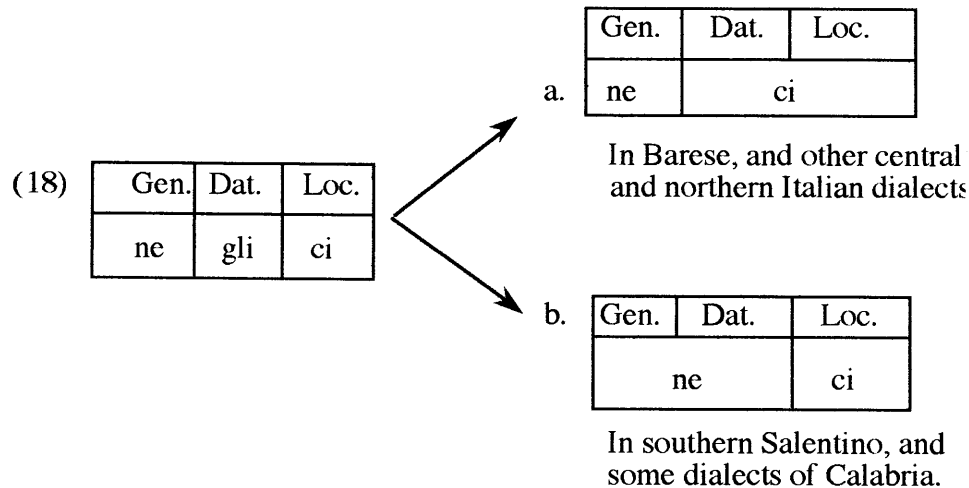 (18)
Gen. Dat. Loc.
ne gli ci
a.
Gen. Dat. Loc.
ne ci
In Barese, and other central
and northern Italian dialects
b.
Gen. Dat. Loc.
ne ci
In southern Salentino, and
some dialects of Calabria.